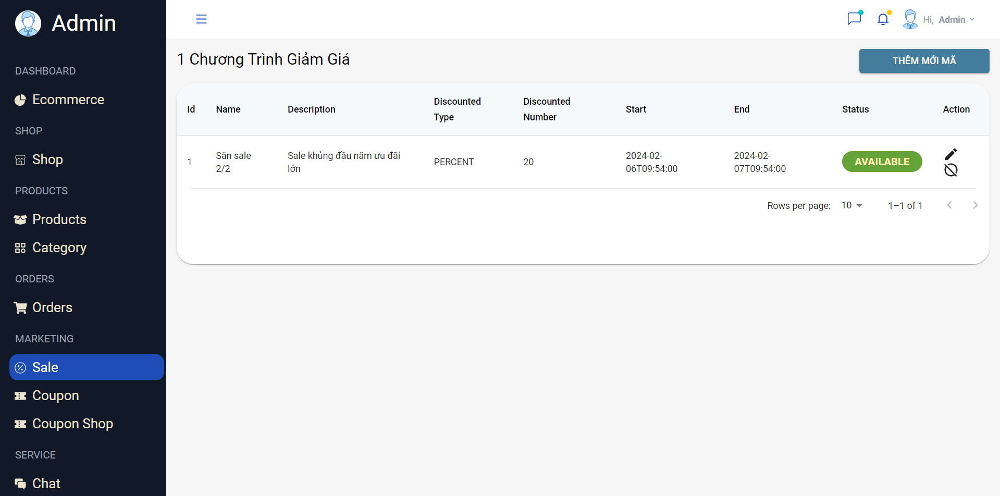 Admin
DASHBOARD
Ecommerce
SHOP
Shop
PRODUCTS
Products
Category
ORDERS
Orders
MARKETING
Sale
Coupon
Coupon Shop
SERVICE
Chat
Hi, Admin
1 Chương Trình Giảm Giá
THÊM MỚI MÃ
Id Name Description Discounted Type Discounted Number Start End Status Action
1 Săn sale 2/2 Sale khủng đầu năm ưu đãi lớn PERCENT 20 2024-02-06T09:54:00 2024-02-07T09:54:00 AVAILABLE
Rows per page: 10 1–1 of 1